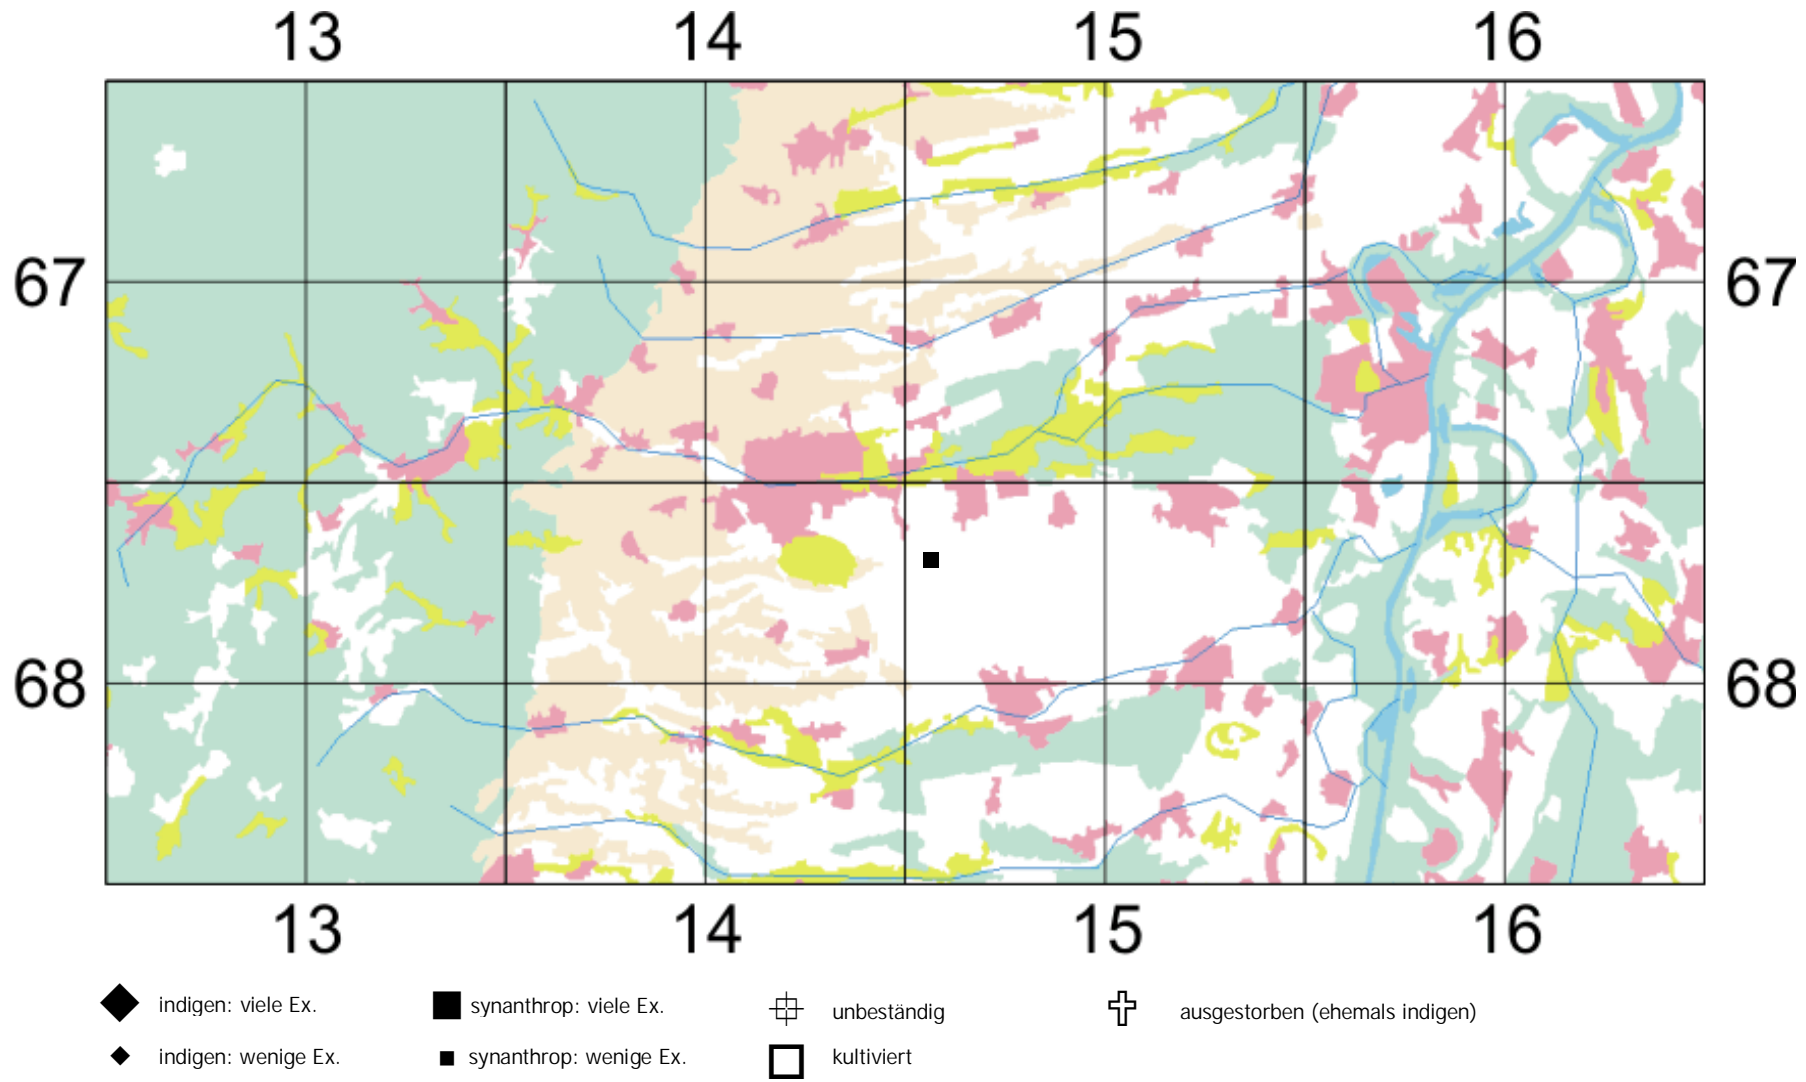 13 14 15 16
67 67
68 68
13 14 15 16
indigen: viele Ex. synanthrop: viele Ex. unbeständig ausgestorben (ehemals indigen)
indigen: wenige Ex. synanthrop: wenige Ex. kultiviert